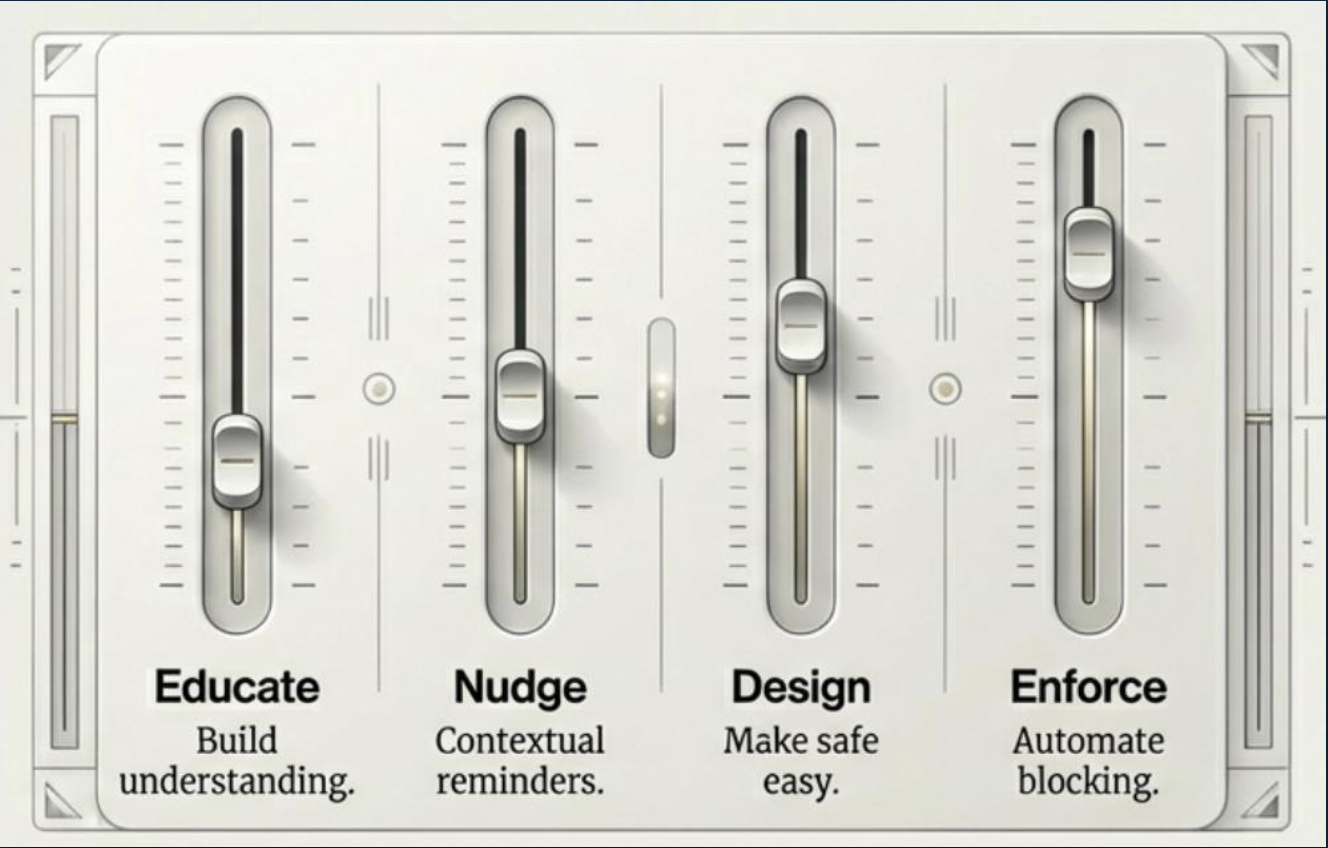 Educate
Build
understanding.
Nudge
Contextual
reminders.
Design
Make safe
easy.
Enforce
Automate
blocking.